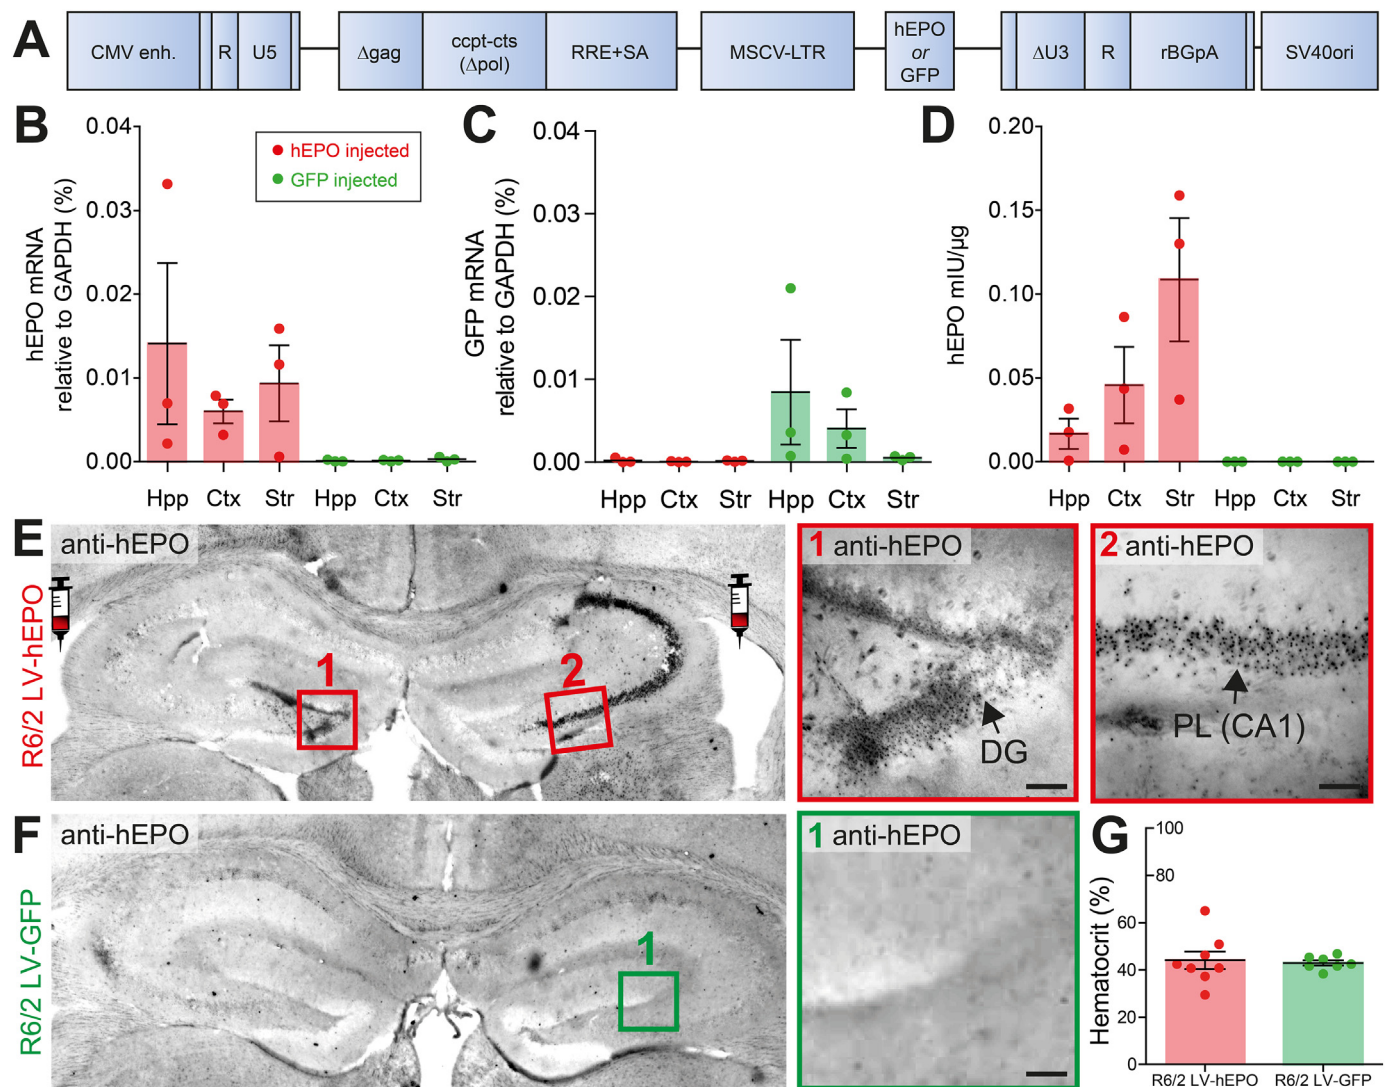 A
CMV enh.
R
U5
Δgag
ccpt-cts
(Δpol)
RRE+SA
MSCV-LTR
hEPO
or
GFP
ΔU3
R
rBGpA
SV40ori
B
hEPO mRNA
relative to GAPDH (%)
0.04
0.03
0.02
0.01
0.00
hEPO injected
GFP injected
Hpp Ctx Str Hpp Ctx Str
C
GFP mRNA
relative to GAPDH (%)
0.04
0.03
0.02
0.01
0.00
Hpp Ctx Str Hpp Ctx Str
D
hEPO mIU/µg
0.20
0.15
0.10
0.05
0.00
Hpp Ctx Str Hpp Ctx Str
E
R6/2 LV-hEPO
anti-hEPO
1
2
1 anti-hEPO
DG
2 anti-hEPO
PL (CA1)
F
R6/2 LV-GFP
anti-hEPO
1
1 anti-hEPO
G
Hematocrit (%)
100
80
60
40
20
0
R6/2 LV-hEPO R6/2 LV-GFP